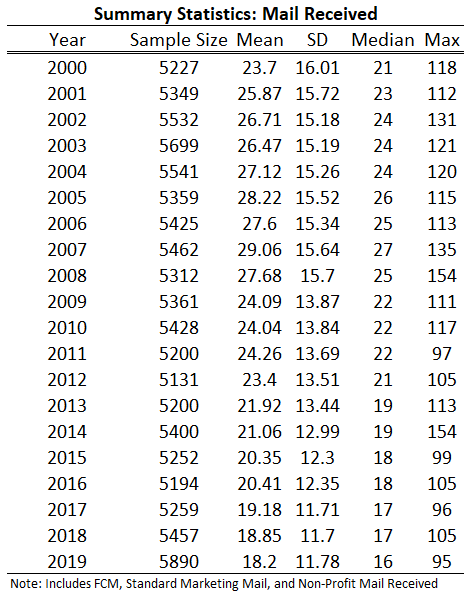 Summary Statistics: Mail Received
Year Sample Size Mean SD Median Max
2000 5227 23.7 16.01 21 118
2001 5349 25.87 15.72 23 112
2002 5532 26.71 15.18 24 131
2003 5699 26.47 15.19 24 121
2004 5541 27.12 15.26 24 120
2005 5359 28.22 15.52 26 115
2006 5425 27.6 15.34 25 113
2007 5462 29.06 15.64 27 135
2008 5312 27.68 15.7 25 154
2009 5361 24.09 13.87 22 111
2010 5428 24.04 13.84 22 117
2011 5200 24.26 13.69 22 97
2012 5131 23.4 13.51 21 105
2013 5200 21.92 13.44 19 113
2014 5400 21.06 12.99 19 154
2015 5252 20.35 12.3 18 99
2016 5194 20.41 12.35 18 105
2017 5259 19.18 11.71 17 96
2018 5457 18.85 11.7 17 105
2019 5890 18.2 11.78 16 95
Note: Includes FCM, Standard Marketing Mail, and Non-Profit Mail Received